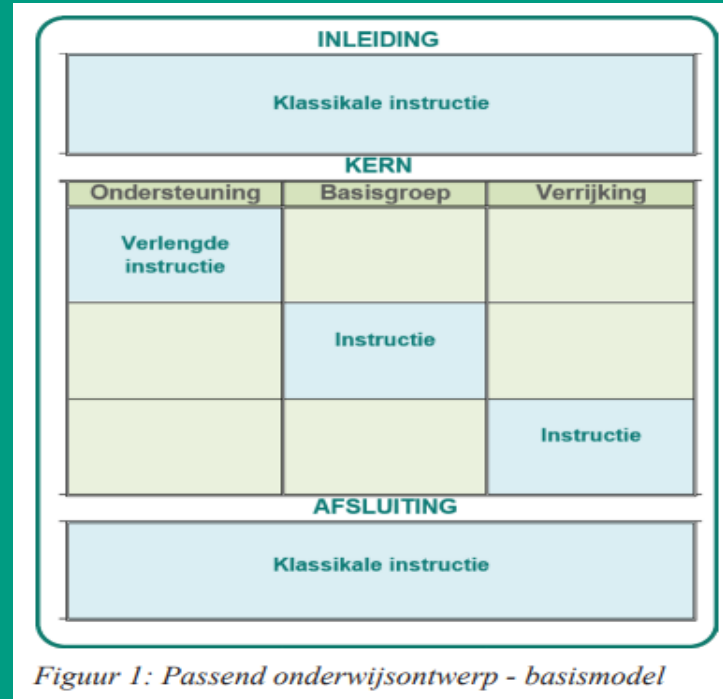 INLEIDING
Klassikale instructie
KERN
Ondersteuning Basisgroep Verrijking
Verlengde
instructie
Instructie
Instructie
AFSLUITING
Klassikale instructie
Figuur 1: Passend onderwijsontwerp - basismodel